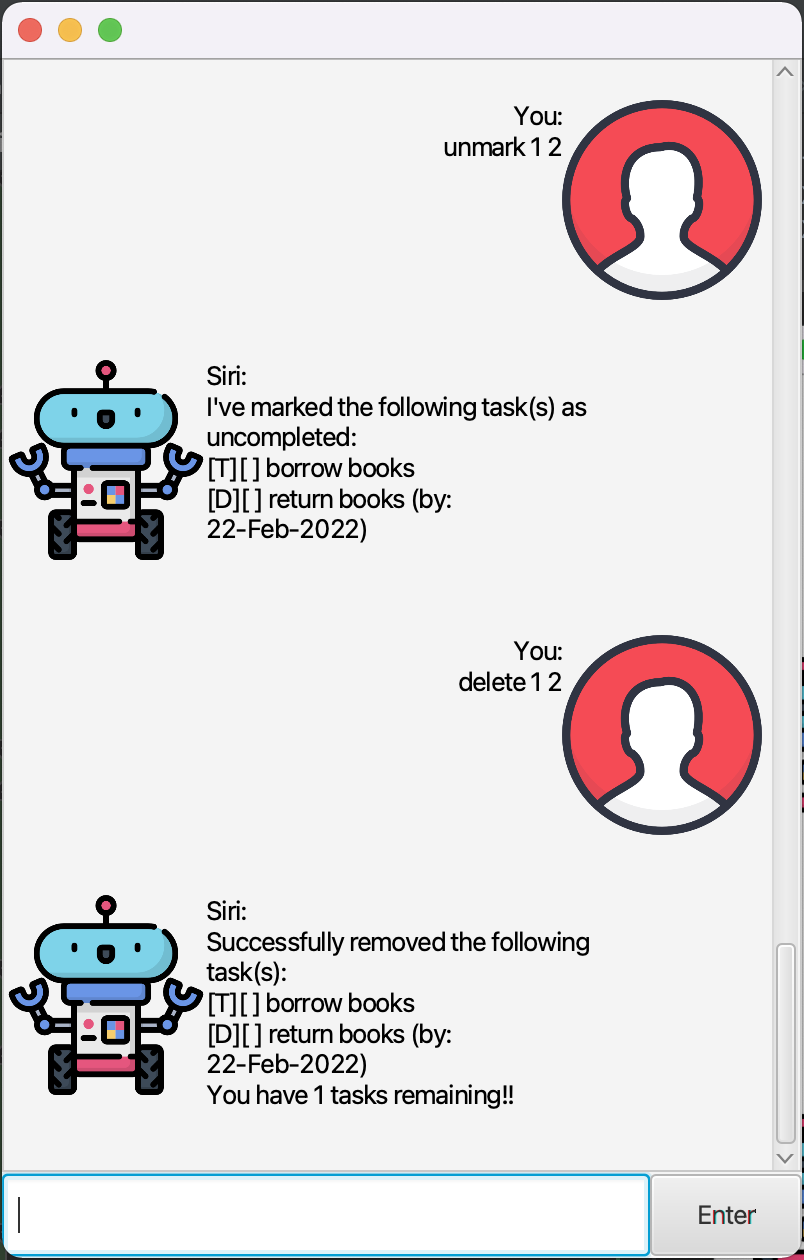 You:
unmark 1 2
Siri:
I've marked the following task(s) as
uncompleted:
[T][ ] borrow books
[D][ ] return books (by:
22-Feb-2022)
You:
delete 1 2
Siri:
Successfully removed the following
task(s):
[T][ ] borrow books
[D][ ] return books (by:
22-Feb-2022)
You have 1 tasks remaining!!
Enter